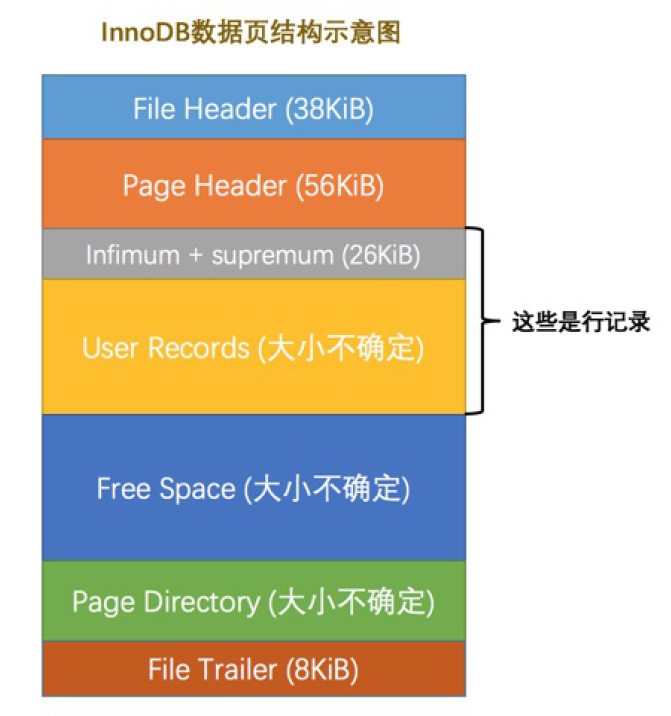 InnoDB数据页结构示意图
File Header (38KiB)
Page Header (56KiB)
Infimum + supremum (26KiB)
这些是行记录
User Records (大小不确定)
Free Space (大小不确定)
Page Directory (大小不确定)
File Trailer (8KiB)